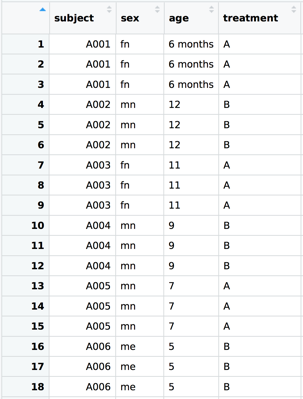 subject sex age treatment
1 A001 fn 6 months A
2 A001 fn 6 months A
3 A001 fn 6 months A
4 A002 mn 12 B
5 A002 mn 12 B
6 A002 mn 12 B
7 A003 fn 11 A
8 A003 fn 11 A
9 A003 fn 11 A
10 A004 mn 9 B
11 A004 mn 9 B
12 A004 mn 9 B
13 A005 mn 7 A
14 A005 mn 7 A
15 A005 mn 7 A
16 A006 me 5 B
17 A006 me 5 B
18 A006 me 5 B